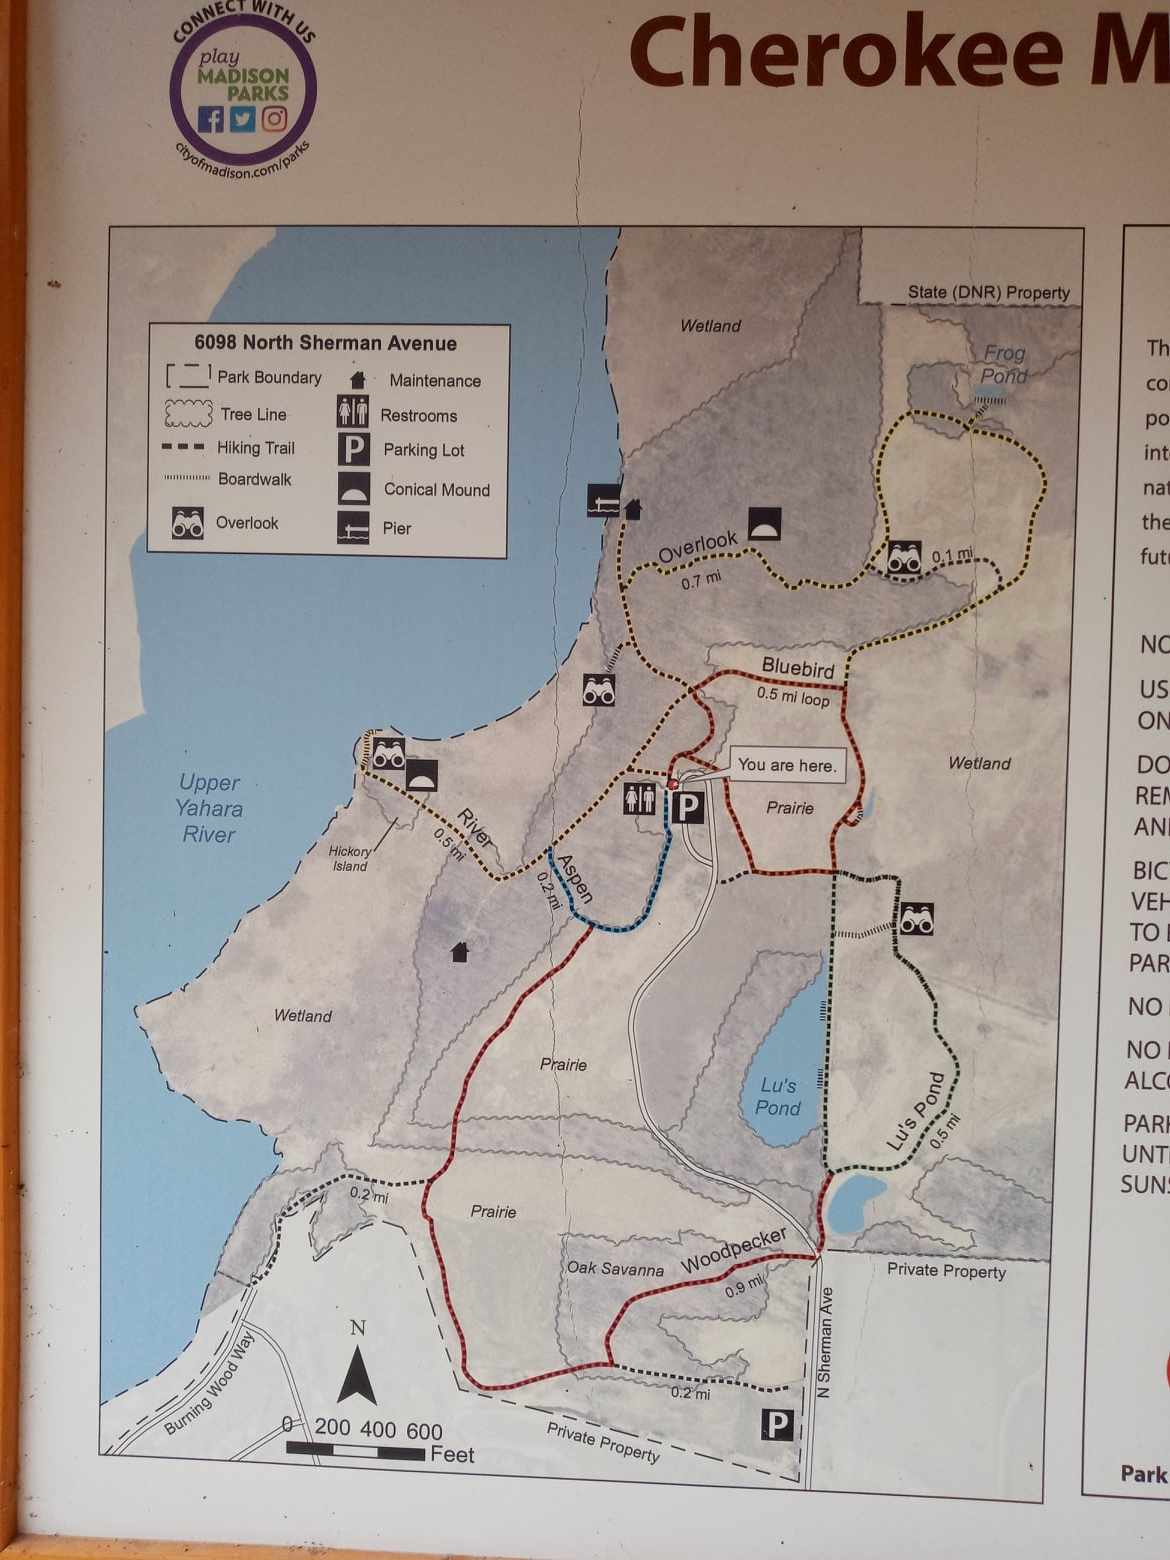 CONNECT WITH US
play
MADISON
PARKS
cityofmadison.com/parks
Cherokee M
6098 North Sherman Avenue
Park Boundary
Maintenance
Tree Line
Restrooms
Hiking Trail
P
Parking Lot
Boardwalk
Conical Mound
Overlook
Pier
State (DNR) Property
Wetland
Frog
Pond
Overlook
0.7 mi
0.1 mi
Bluebird
0.5 mi loop
You are here.
Wetland
P
Prairie
Upper
Yahara
River
River
0.5 mi
Hickory
Island
Aspen
0.2 mi
Wetland
Prairie
Lu's
Pond
Lu's Pond
0.5 mi
0.2 mi
Prairie
Woodpecker
Oak Savanna
0.9 mi
Private Property
N Sherman Ave
0.2 mi
P
Private Property
Burning Wood Way
N
0 200 400 600
Feet
Th
co
po
int
nat
the
futu
NO
US
ON
DO
REM
ANI
BIC
VEH
TO
PAR
NO
NO
ALCO
PARK
UNTI
SUNS
Park